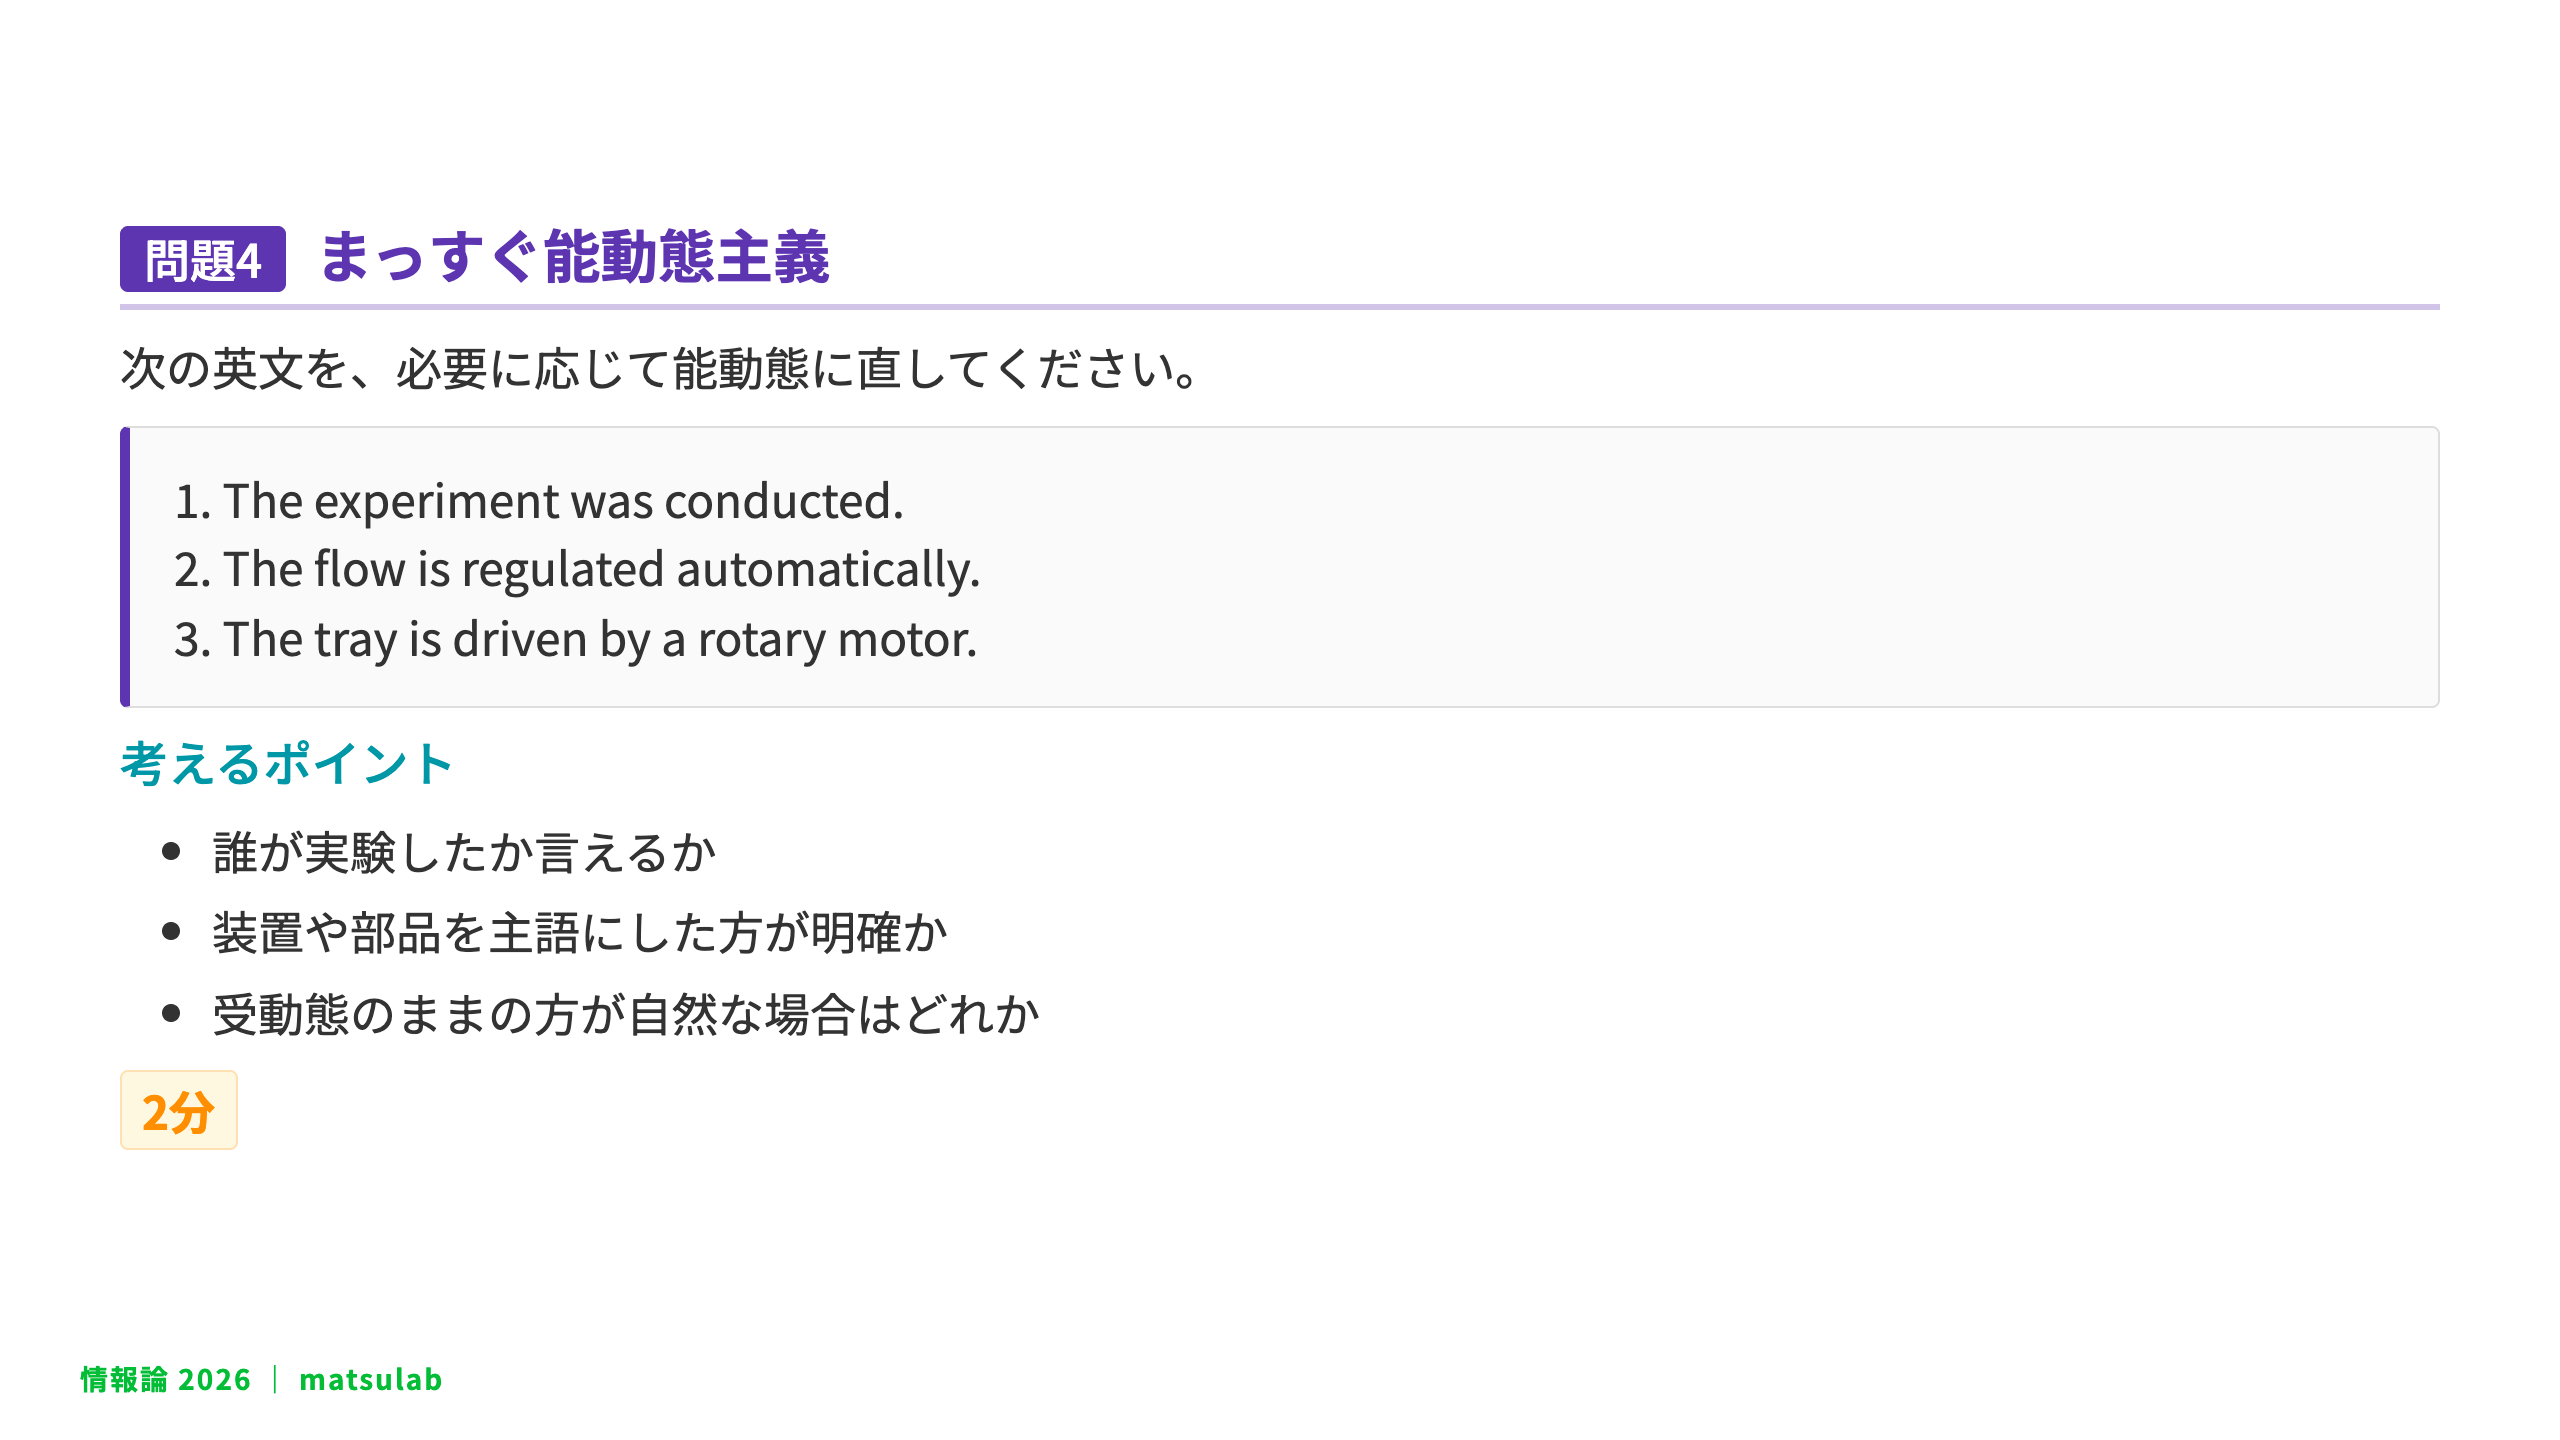 問題4 まっすぐ能動態主義
次の英文を、必要に応じて能動態に直してください。
1. The experiment was conducted.
2. The flow is regulated automatically.
3. The tray is driven by a rotary motor.
考えるポイント
• 誰が実験したか言えるか
• 装置や部品を主語にした方が明確か
• 受動態のままの方が自然な場合はどれか
2分
情報論 2026 ｜ matsulab